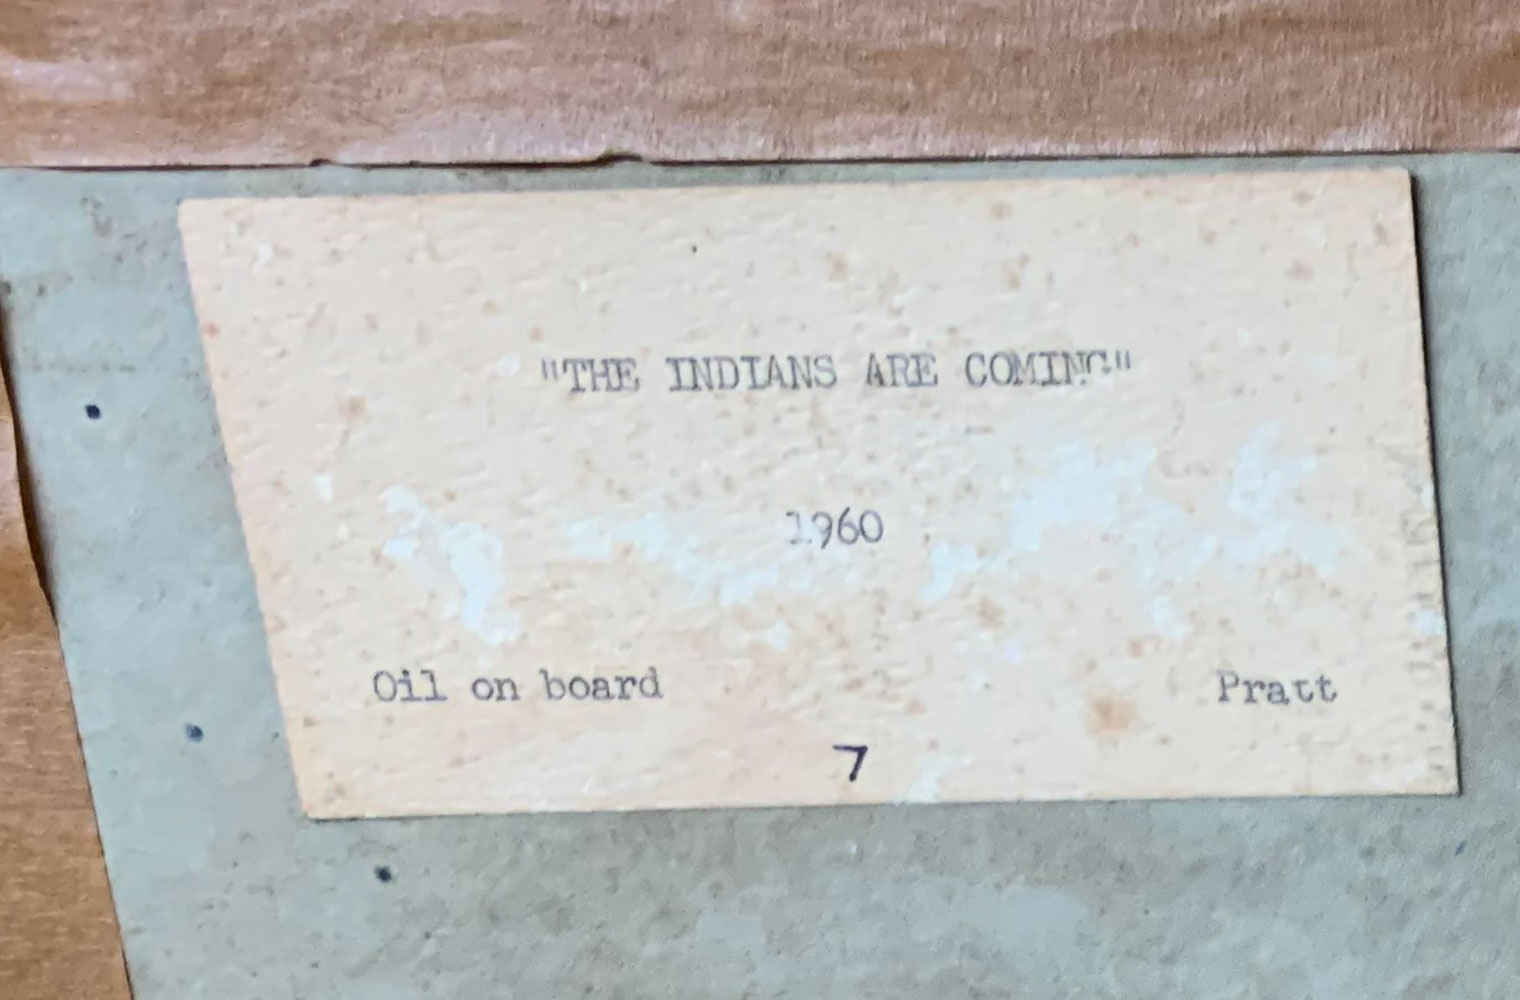 "THE INDIANS ARE COMING"
1960
Oil on board
Pratt
7